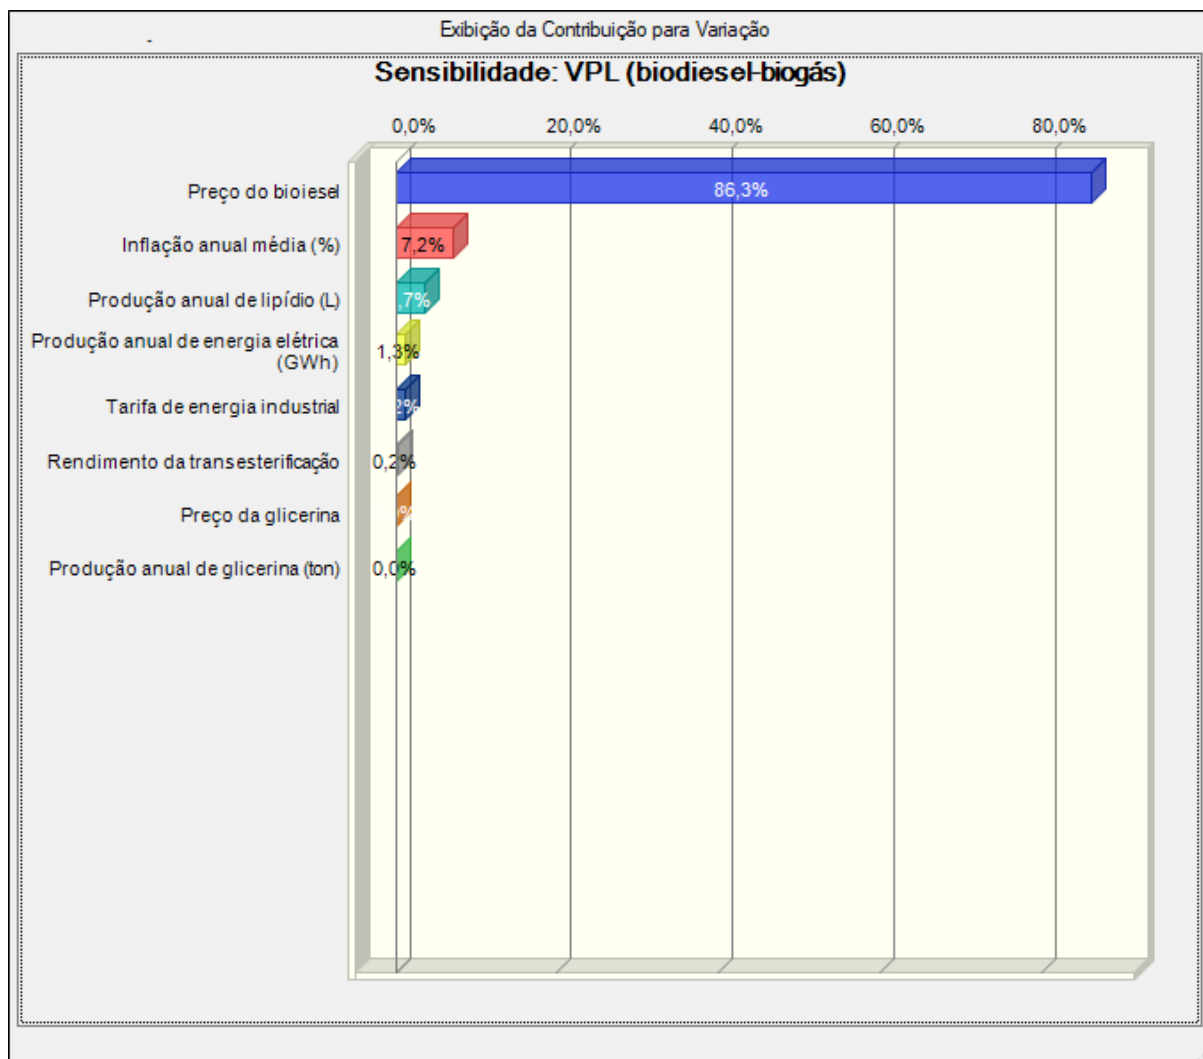 Exibição da Contribuição para Variação
Sensibilidade: VPL (biodiesel-biogás)
0,0% 20,0% 40,0% 60,0% 80,0%
Preço do bioiesel 86,3%
Inflação anual média (%) 7,2%
Produção anual de lipídio (L) ,7%
Produção anual de energia elétrica
(GWh) 1,3%
Tarifa de energia industrial 2%
Rendimento da transesterificação 0,2%
Preço da glicerina %
Produção anual de glicerina (ton) 0,0%